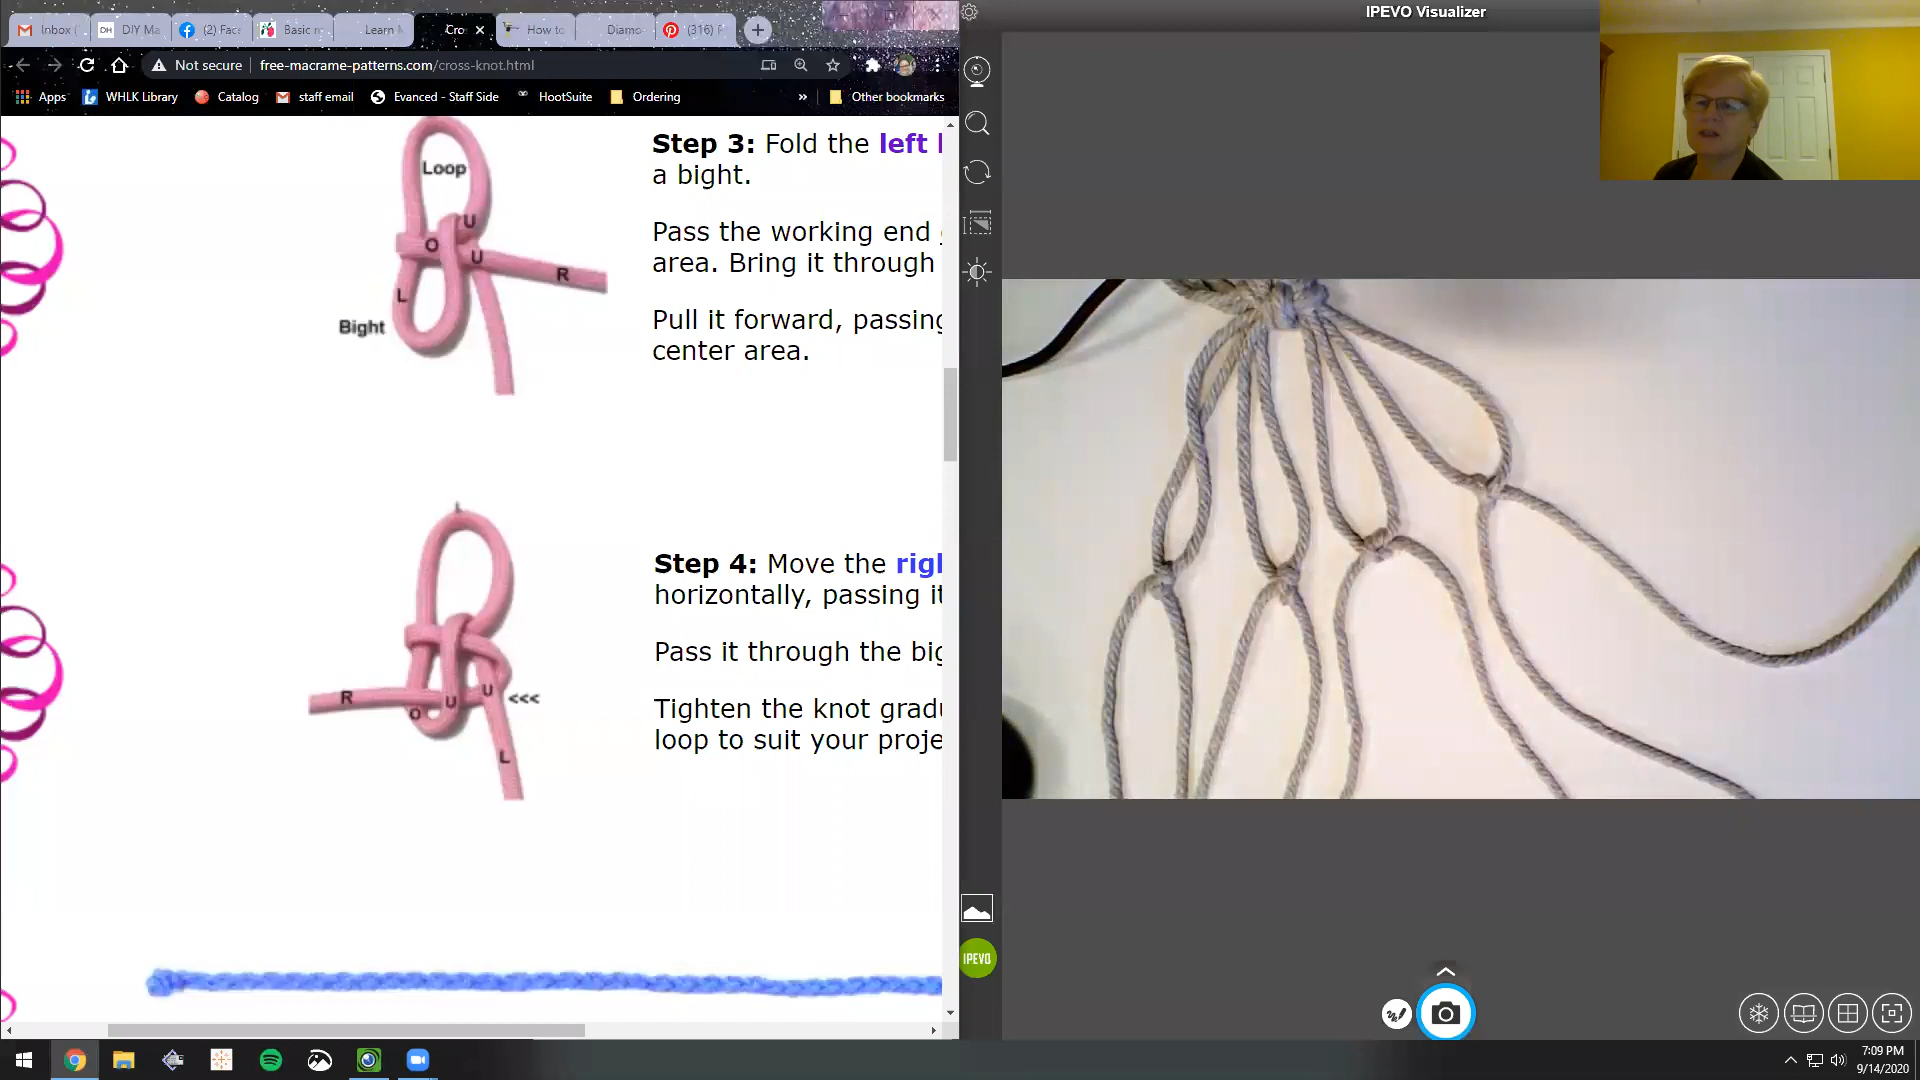 Inbox (
DIY Ma
(2) Fac
Basic
Learn
Cro
How to
Diamo
(316) P
IPEVO Visualizer
Not secure
free-macrame-patterns.com/cross-knot.html
Apps
WHLK Library
Catalog
staff email
Evanced - Staff Side
HootSuite
Ordering
»
Other bookmarks
Loop
U
O
U
R
L
Bight
Step 3: Fold the left
a bight.
Pass the working end
area. Bring it through
Pull it forward, passing
center area.
R
O
U
U
<<<
L
Step 4: Move the righ
horizontally, passing it
Pass it through the big
Tighten the knot gradu
loop to suit your proje
IPEVO
7:09 PM
9/14/2020